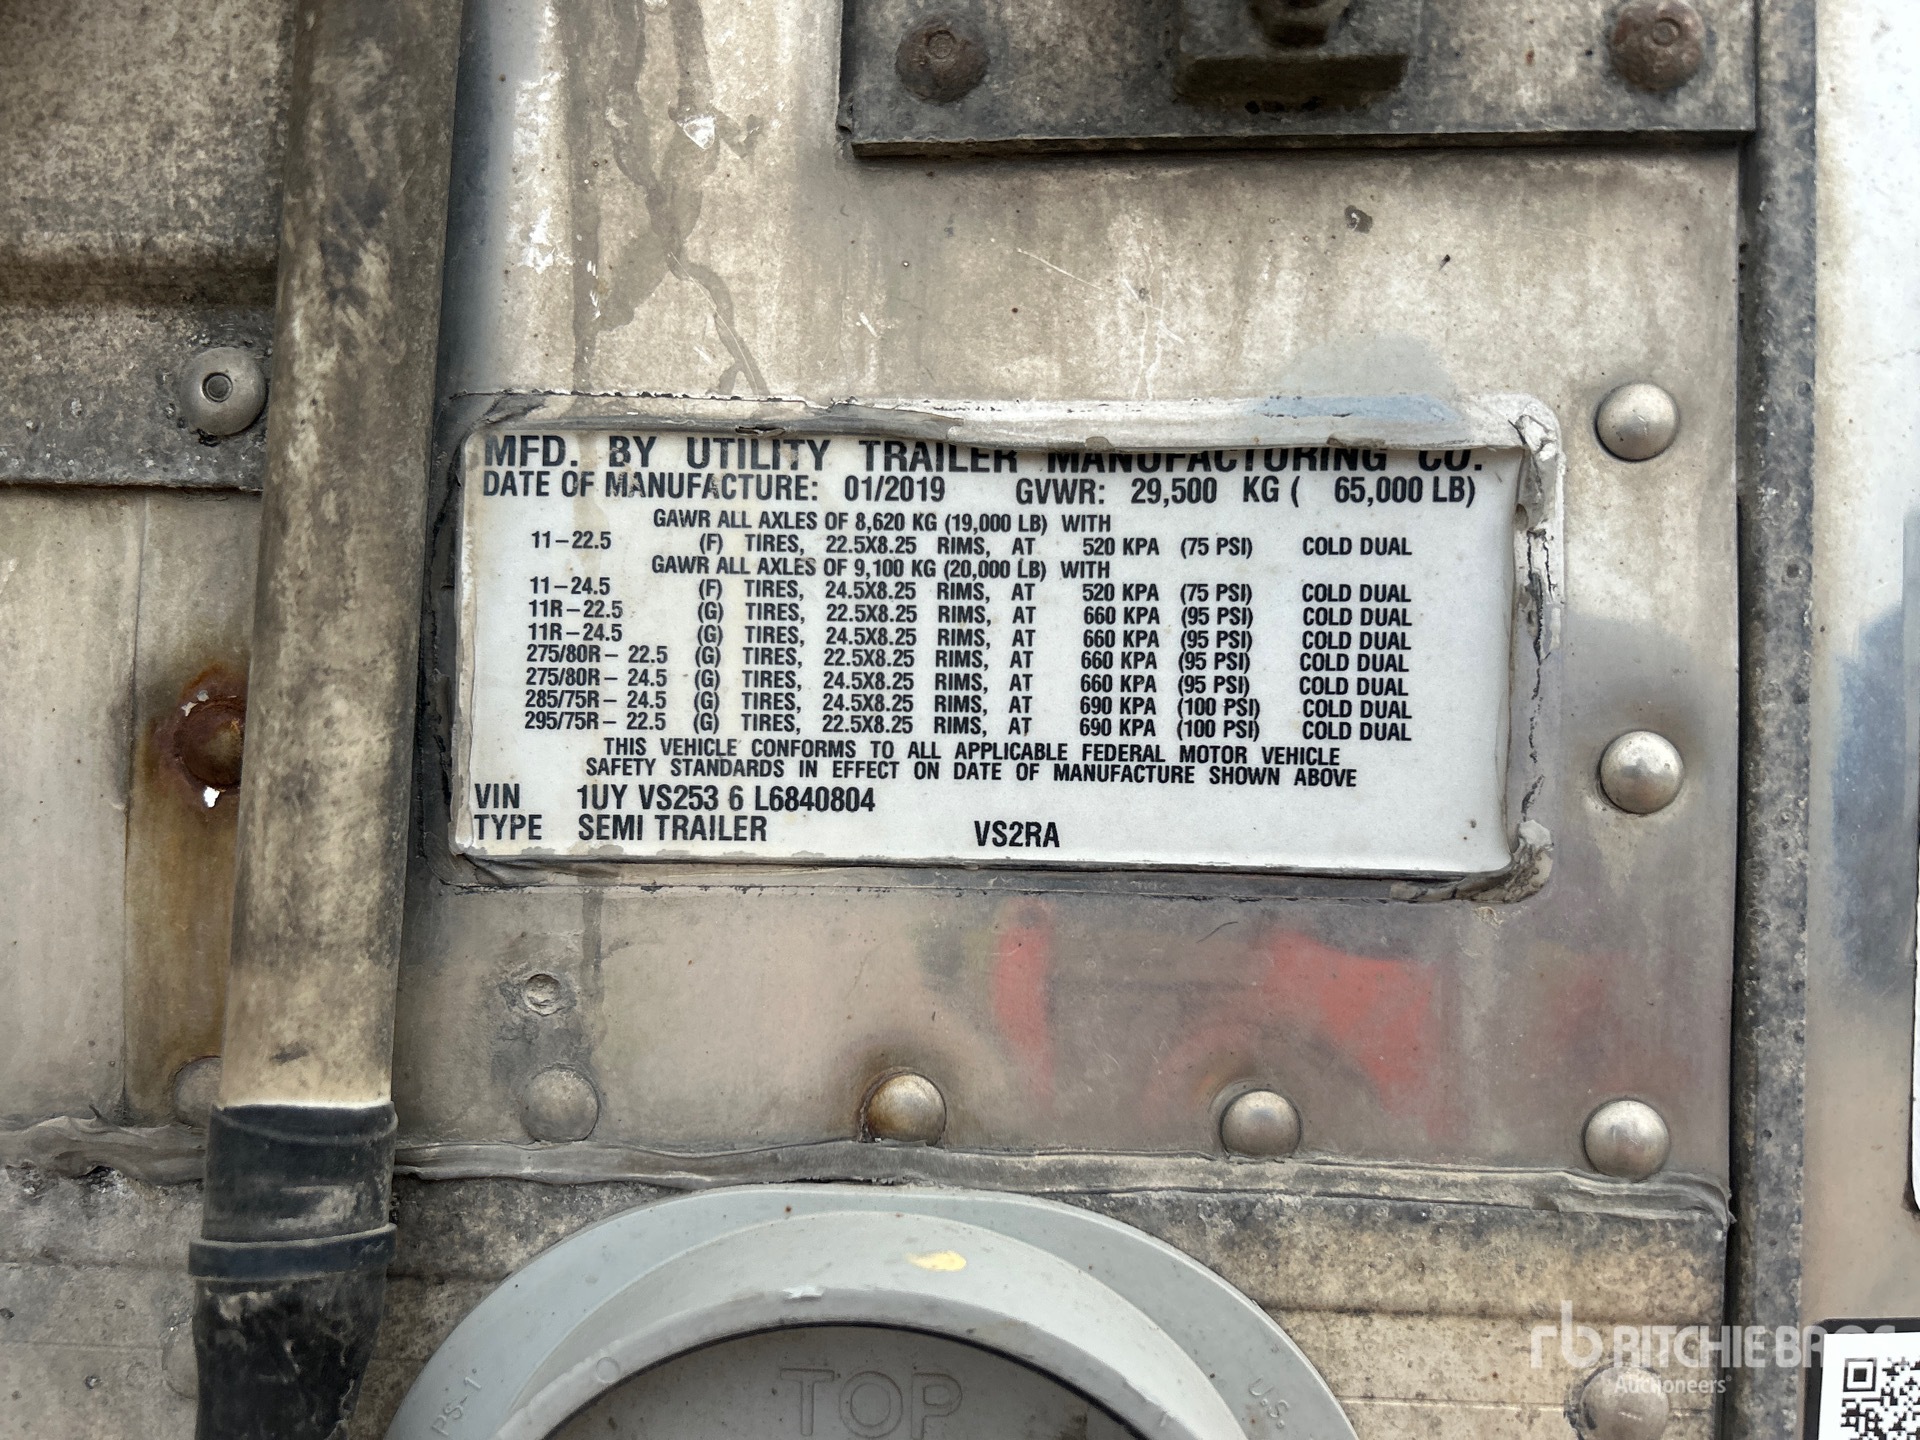 MFD. BY UTILITY TRAILER MANUFACTURING CO.
DATE OF MANUFACTURE: 01/2019 GVWR: 29,500 KG ( 65,000 LB)
GAWR ALL AXLES OF 8,620 KG (19,000 LB) WITH
11-22.5 (F) TIRES, 22.5X8.25 RIMS, AT 520 KPA (75 PSI) COLD DUAL
GAWR ALL AXLES OF 9,100 KG (20,000 LB) WITH
11-24.5 (F) TIRES, 24.5X8.25 RIMS, AT 520 KPA (75 PSI) COLD DUAL
11R-22.5 (G) TIRES, 22.5X8.25 RIMS, AT 660 KPA (95 PSI) COLD DUAL
11R-24.5 (G) TIRES, 24.5X8.25 RIMS, AT 660 KPA (95 PSI) COLD DUAL
275/80R-22.5 (G) TIRES, 22.5X8.25 RIMS, AT 660 KPA (95 PSI) COLD DUAL
275/80R-24.5 (G) TIRES, 24.5X8.25 RIMS, AT 660 KPA (95 PSI) COLD DUAL
285/75R-24.5 (G) TIRES, 24.5X8.25 RIMS, AT 690 KPA (100 PSI) COLD DUAL
295/75R-22.5 (G) TIRES, 22.5X8.25 RIMS, AT 690 KPA (100 PSI) COLD DUAL
THIS VEHICLE CONFORMS TO ALL APPLICABLE FEDERAL MOTOR VEHICLE
SAFETY STANDARDS IN EFFECT ON DATE OF MANUFACTURE SHOWN ABOVE
VIN 1UY VS253 6 L6840804
TYPE SEMI TRAILER VS2RA
TOP
PS-1
U.S.
rb RITCHIE BROS
Auctioneers